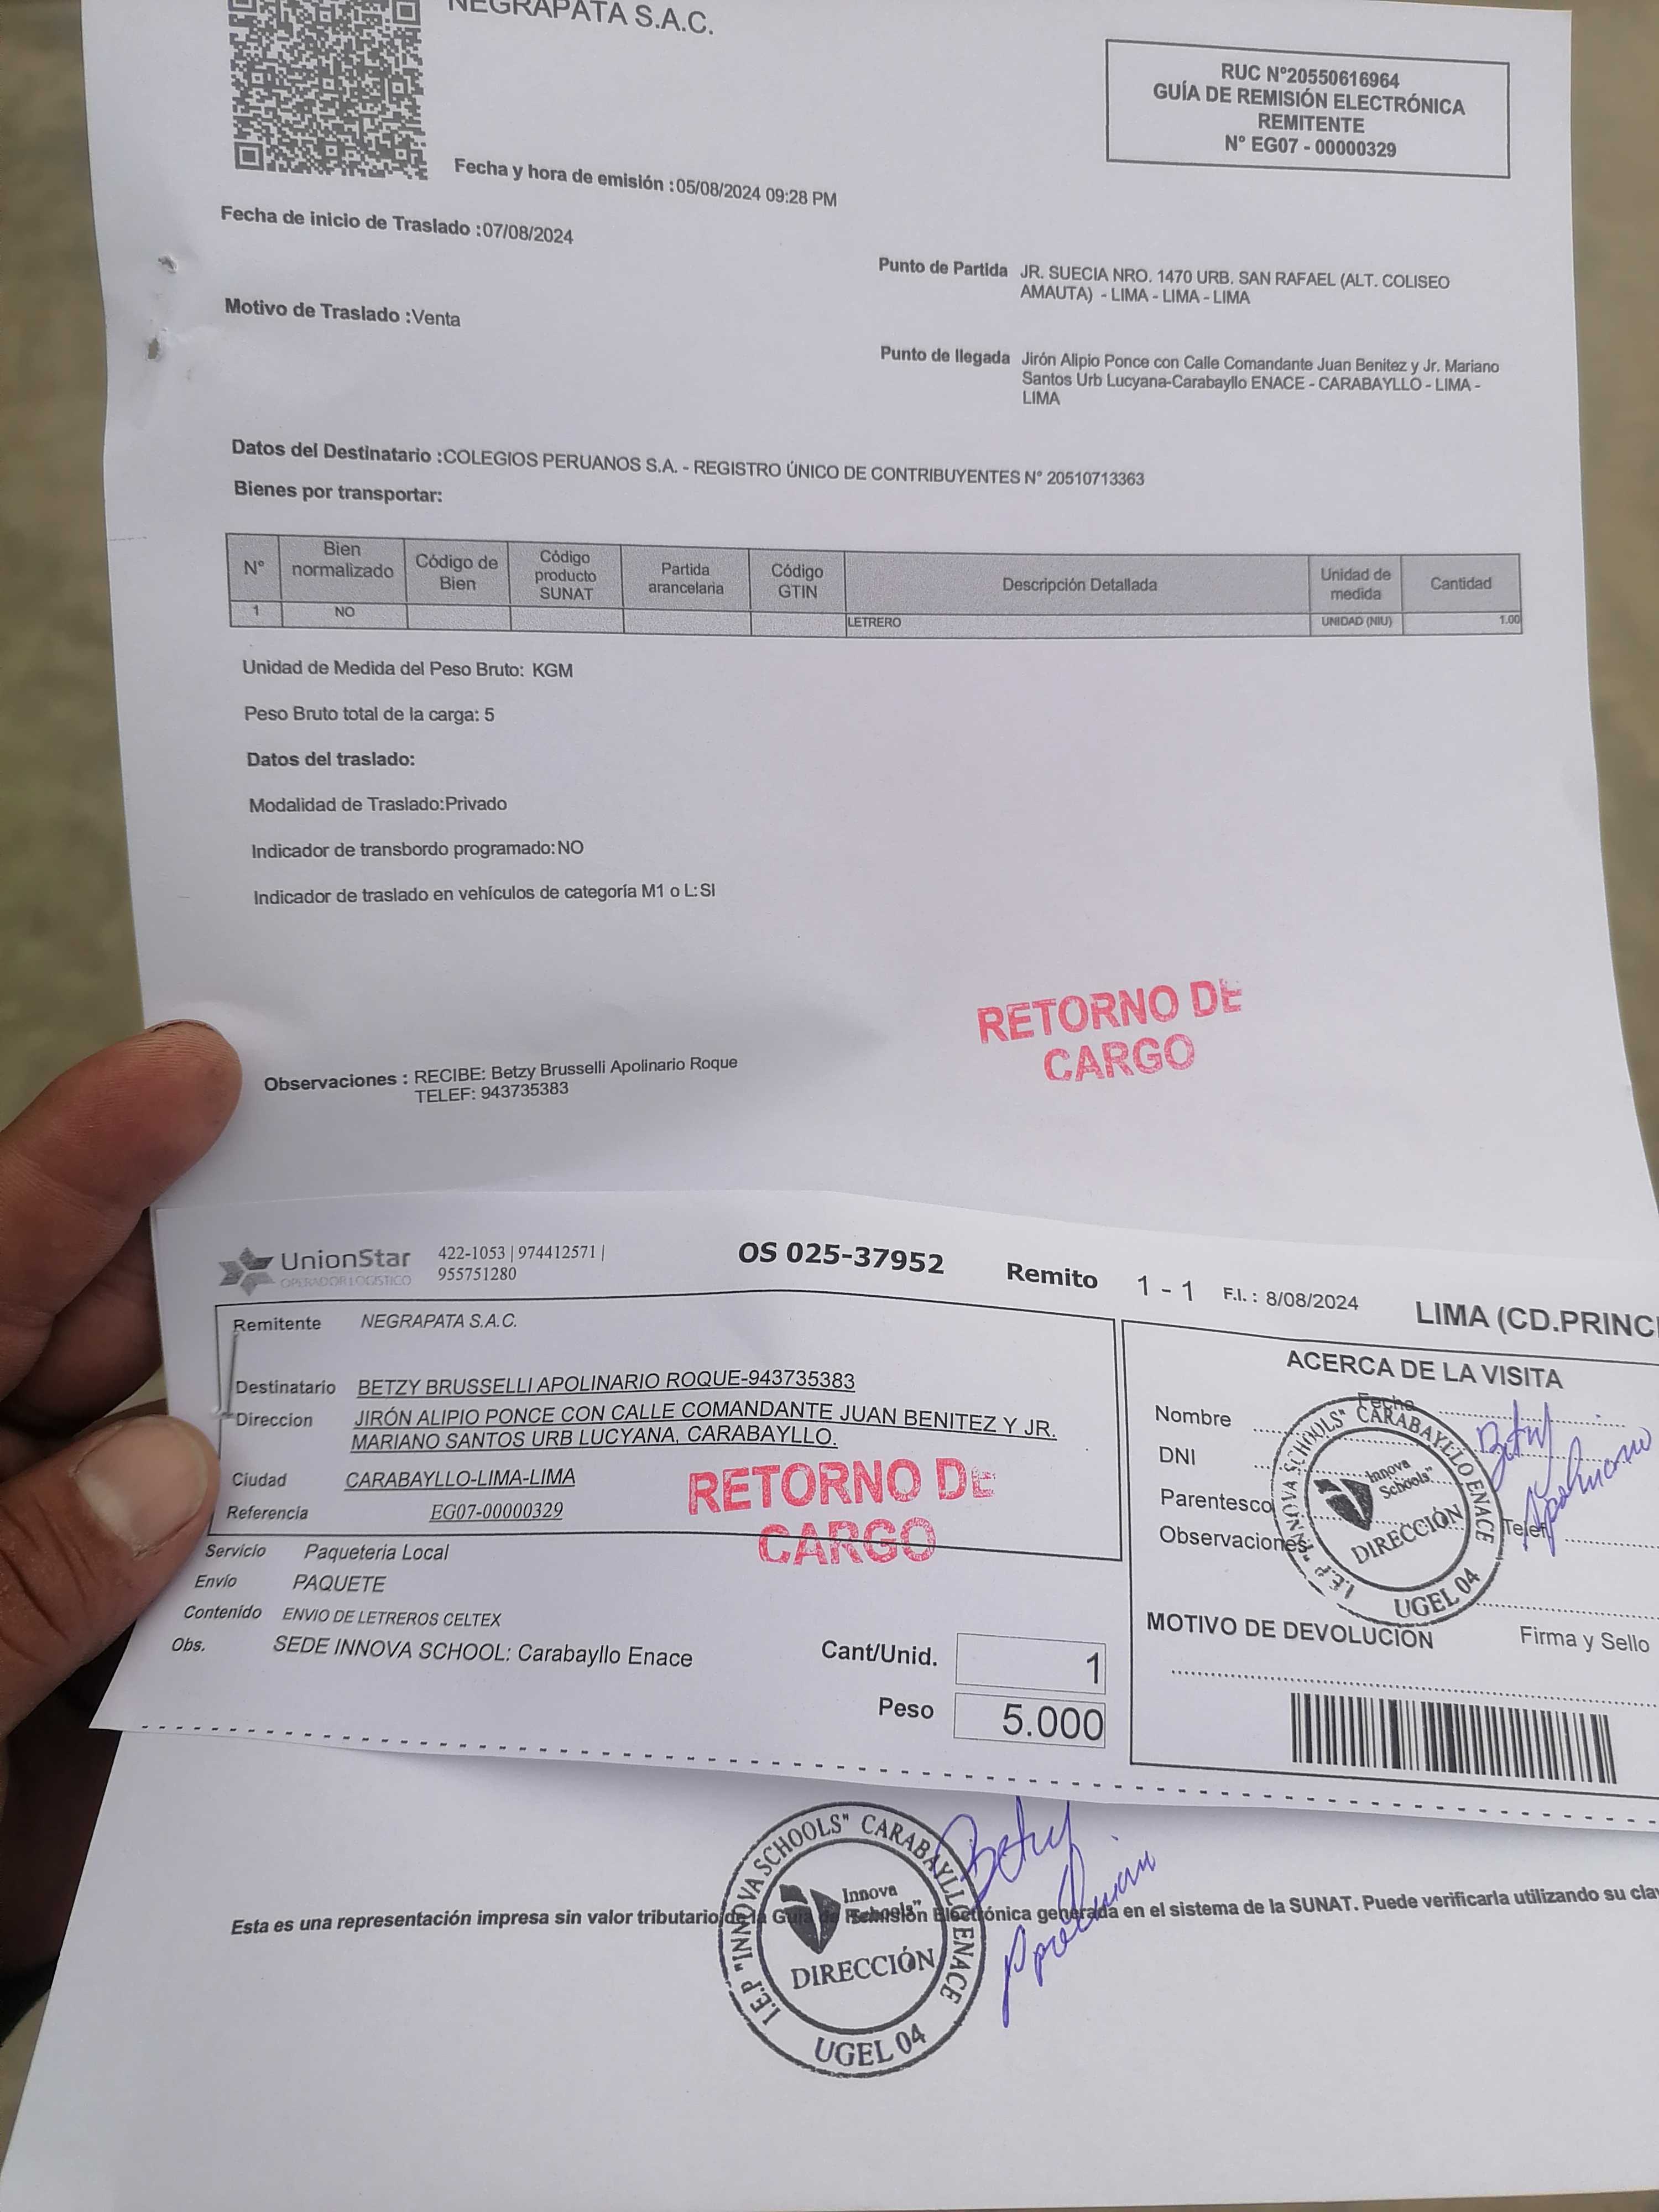 NEGRAPATA S.A.C.
RUC N°20550616964
GUÍA DE REMISIÓN ELECTRÓNICA
REMITENTE
N° EG07 - 00000329
Fecha y hora de emisión :05/08/2024 09:28 PM
Fecha de inicio de Traslado :07/08/2024
Punto de Partida JR. SUECIA NRO. 1470 URB. SAN RAFAEL (ALT. COLISEO
AMAUTA) - LIMA - LIMA - LIMA
Motivo de Traslado :Venta
Punto de llegada Jirón Alipio Ponce con Calle Comandante Juan Benitez y Jr. Mariano
Santos Urb Lucyana-Carabayllo ENACE - CARABAYLLO - LIMA -
LIMA
Datos del Destinatario :COLEGIOS PERUANOS S.A. - REGISTRO ÚNICO DE CONTRIBUYENTES N° 20510713363
Bienes por transportar:
N° Bien normalizado Código de Bien Código producto SUNAT Partida arancelaria Código GTIN Descripción Detallada Unidad de medida Cantidad
1 NO LETRERO UNIDAD (NIU) 1.00
Unidad de Medida del Peso Bruto: KGM
Peso Bruto total de la carga: 5
Datos del traslado:
Modalidad de Traslado:Privado
Indicador de transbordo programado:NO
Indicador de traslado en vehículos de categoría M1 o L:SI
RETORNO DE
CARGO
Observaciones : RECIBE: Betzy Brusselli Apolinario Roque
TELEF: 943735383
UnionStar
OPERADOR LOGISTICO
422-1053 | 974412571 |
955751280
OS 025-37952 Remito 1 - 1 F.I. : 8/08/2024 LIMA (CD.PRINCI
Remitente NEGRAPATA S.A.C.
Destinatario BETZY BRUSSELLI APOLINARIO ROQUE-943735383
Direccion JIRÓN ALIPIO PONCE CON CALLE COMANDANTE JUAN BENITEZ Y JR.
MARIANO SANTOS URB LUCYANA, CARABAYLLO.
Ciudad CARABAYLLO-LIMA-LIMA
Referencia EG07-00000329
RETORNO DE
CARGO
Servicio Paqueteria Local
Envío PAQUETE
Contenido ENVIO DE LETREROS CELTEX
Obs. SEDE INNOVA SCHOOL: Carabayllo Enace
Cant/Unid. 1
Peso 5.000
ACERCA DE LA VISITA
Fecha
Nombre
DNI
Parentesco
Observaciones:
Telef
I.E.P "INNOVA SCHOOLS" CARABAYLLO ENACE
Innova
Schools"
DIRECCIÓN
UGEL 04
Betzy
Apolinario
MOTIVO DE DEVOLUCIÓN Firma y Sello
Esta es una representación impresa sin valor tributario de la Guía de Remisión Electrónica generada en el sistema de la SUNAT. Puede verificarla utilizando su clav
I.E.P "INNOVA SCHOOLS" CARABAYLLO ENACE
Innova
Schools"
DIRECCIÓN
UGEL 04
Betzy
Apolinario